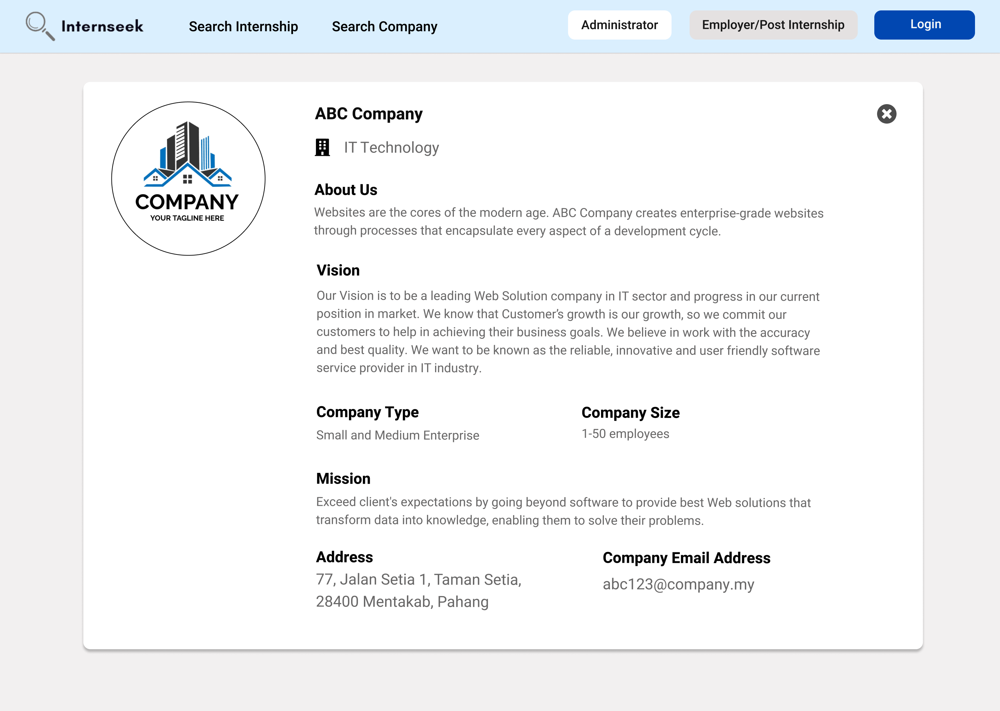 Internseek
Search Internship
Search Company
Administrator
Employer/Post Internship
Login
COMPANY
YOUR TAGLINE HERE
ABC Company
IT Technology
About Us
Websites are the cores of the modern age. ABC Company creates enterprise-grade websites
through processes that encapsulate every aspect of a development cycle.
Vision
Our Vision is to be a leading Web Solution company in IT sector and progress in our current
position in market. We know that Customer’s growth is our growth, so we commit our
customers to help in achieving their business goals. We believe in work with the accuracy
and best quality. We want to be known as the reliable, innovative and user friendly software
service provider in IT industry.
Company Type
Small and Medium Enterprise
Company Size
1-50 employees
Mission
Exceed client's expectations by going beyond software to provide best Web solutions that
transform data into knowledge, enabling them to solve their problems.
Address
77, Jalan Setia 1, Taman Setia,
28400 Mentakab, Pahang
Company Email Address
abc123@company.my